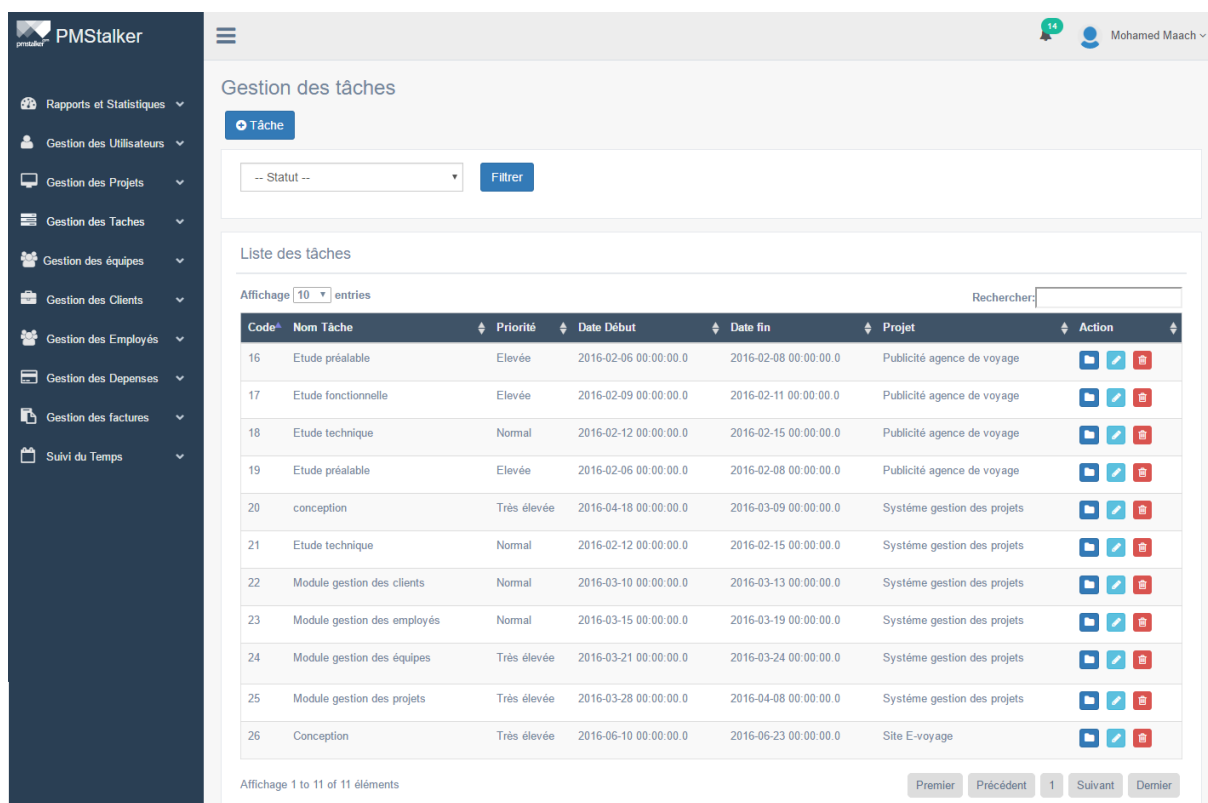 pmstalker PMStalker
14
Mohamed Maach
Rapports et Statistiques
Gestion des Utilisateurs
Gestion des Projets
Gestion des Taches
Gestion des équipes
Gestion des Clients
Gestion des Employés
Gestion des Depenses
Gestion des factures
Suivi du Temps
Gestion des tâches
Tâche
-- Statut -- Filtrer
Liste des tâches
Affichage 10 entries Rechercher:
Code Nom Tâche Priorité Date Début Date fin Projet Action
16 Etude préalable Elevée 2016-02-06 00:00:00.0 2016-02-08 00:00:00.0 Publicité agence de voyage
17 Etude fonctionnelle Elevée 2016-02-09 00:00:00.0 2016-02-11 00:00:00.0 Publicité agence de voyage
18 Etude technique Normal 2016-02-12 00:00:00.0 2016-02-15 00:00:00.0 Publicité agence de voyage
19 Etude préalable Elevée 2016-02-06 00:00:00.0 2016-02-08 00:00:00.0 Publicité agence de voyage
20 conception Très élevée 2016-04-18 00:00:00.0 2016-03-09 00:00:00.0 Systéme gestion des projets
21 Etude technique Normal 2016-02-12 00:00:00.0 2016-02-15 00:00:00.0 Systéme gestion des projets
22 Module gestion des clients Normal 2016-03-10 00:00:00.0 2016-03-13 00:00:00.0 Systéme gestion des projets
23 Module gestion des employés Normal 2016-03-15 00:00:00.0 2016-03-19 00:00:00.0 Systéme gestion des projets
24 Module gestion des équipes Très élevée 2016-03-21 00:00:00.0 2016-03-24 00:00:00.0 Systéme gestion des projets
25 Module gestion des projets Très élevée 2016-03-28 00:00:00.0 2016-04-08 00:00:00.0 Systéme gestion des projets
26 Conception Très élevée 2016-06-10 00:00:00.0 2016-06-23 00:00:00.0 Site E-voyage
Affichage 1 to 11 of 11 éléments Premier Précédent 1 Suivant Dernier